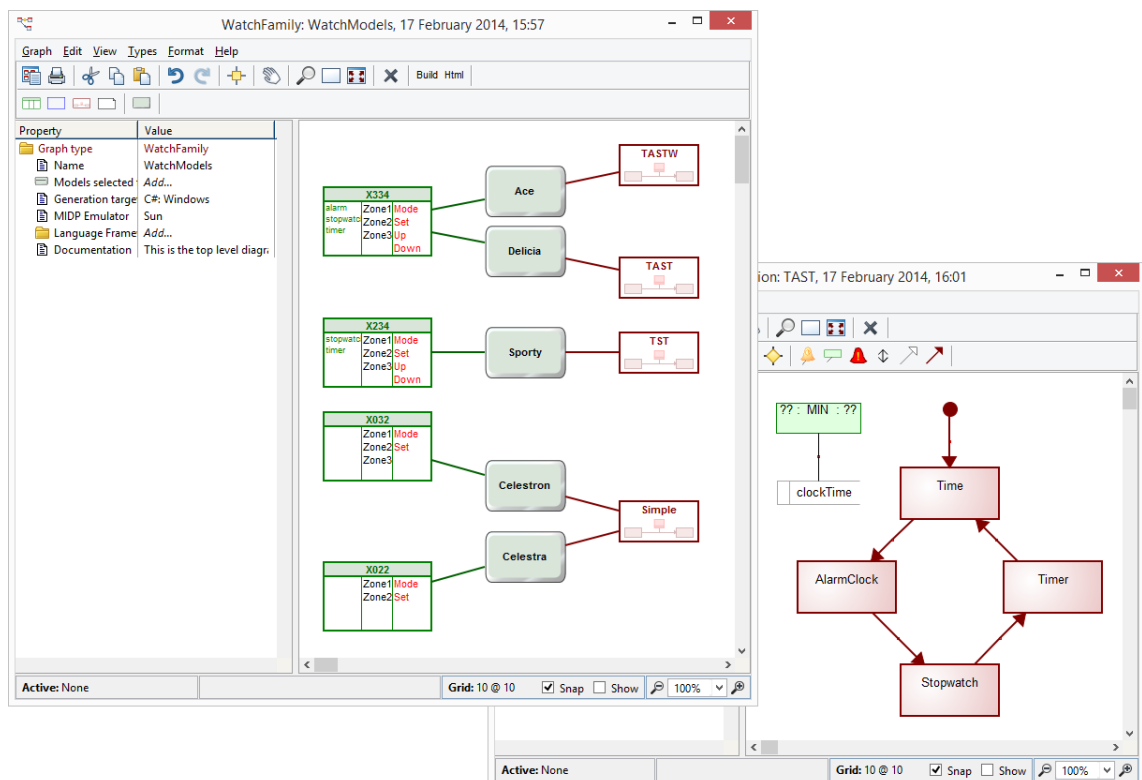 WatchFamily: WatchModels, 17 February 2014, 15:57
Graph Edit View Types Format Help
Build Html
Property Value
Graph type WatchFamily
Name WatchModels
Models selected Add...
Generation targe C#: Windows
MIDP Emulator Sun
Language Frame Add...
Documentation This is the top level diagra
X334
alarm
stopwatc
timer
Zone1
Zone2
Zone3
Mode
Set
Up
Down
Ace
TASTW
Delicia
TAST
X234
stopwatc
timer
Zone1
Zone2
Zone3
Mode
Set
Up
Down
Sporty
TST
X032
Zone1
Zone2
Zone3
Mode
Set
Celestron
Simple
Celestra
X022
Zone1
Zone2
Mode
Set
Active: None
Grid: 10 @ 10 Snap Show 100%
ion: TAST, 17 February 2014, 16:01
?? : MIN : ??
clockTime
Time
AlarmClock
Timer
Stopwatch
Active: None
Grid: 10 @ 10 Snap Show 100%